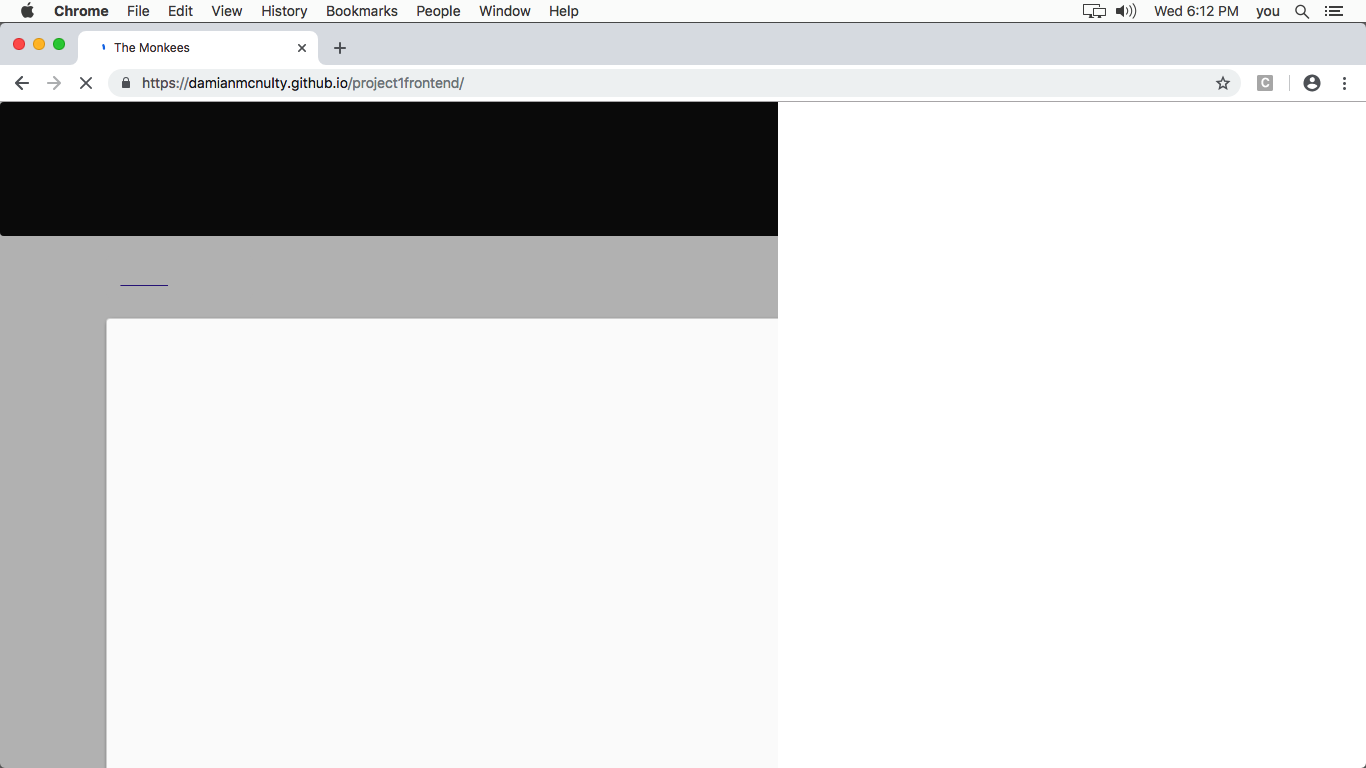 Chrome File Edit View History Bookmarks People Window Help Wed 6:12 PM you
The Monkees
https://damianmcnulty.github.io/project1frontend/
C